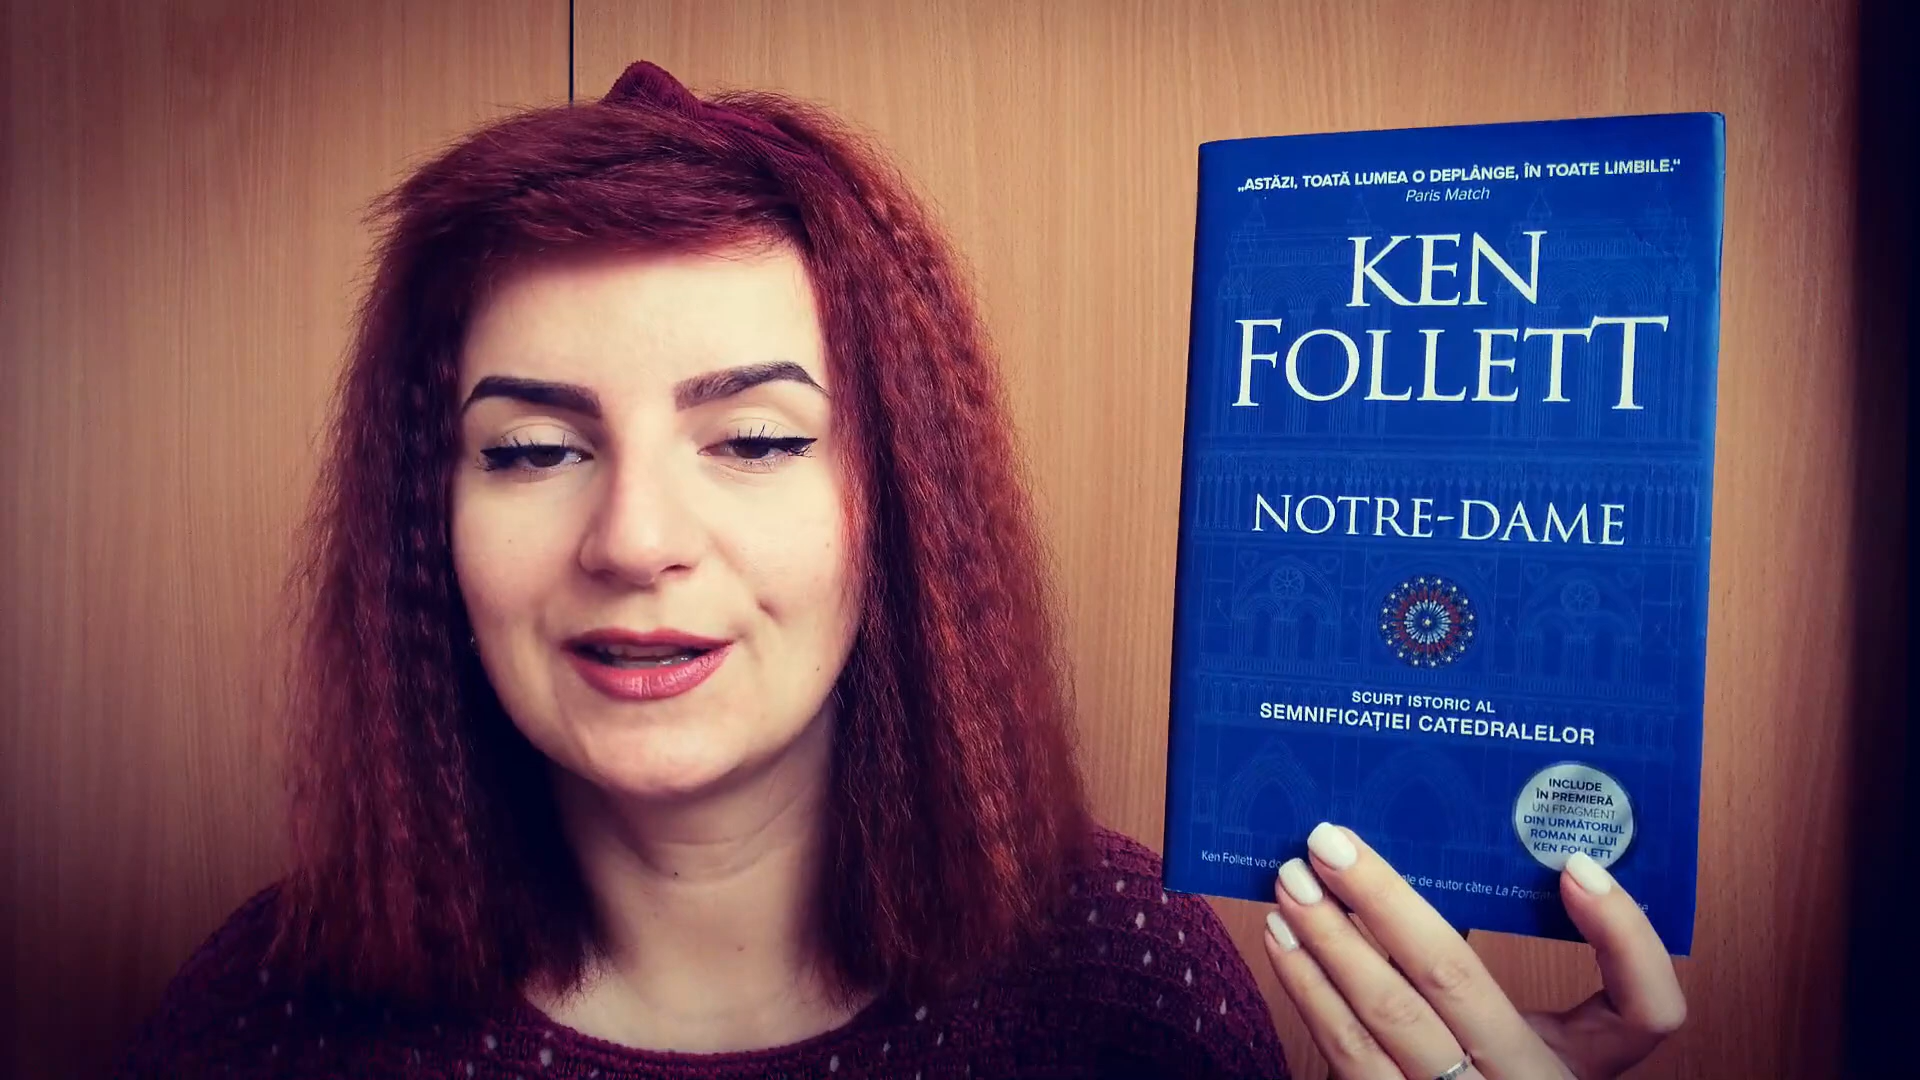 „ASTĂZI, TOATĂ LUMEA O DEPLÂNGE, ÎN TOATE LIMBILE.“
Paris Match
KEN
FOLLETT
NOTRE-DAME
SCURT ISTORIC AL
SEMNIFICAȚIEI CATEDRALELOR
INCLUDE
ÎN PREMIERĂ
UN FRAGMENT
DIN URMĂTORUL
ROMAN AL LUI
KEN FOLLETT
Ken Follett va de autor către La